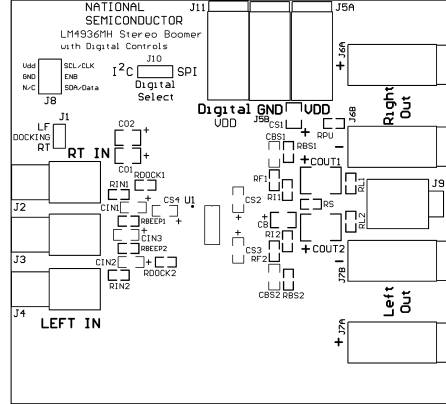 NATIONAL
SEMICONDUCTOR
LM4936MH Stereo Boomer
with Digital Controls
J11
J5A
J10
I²C SPI
Digital
Select
Vdd SCL/CLK
GND ENB
N/C SDA/Data
J8
J1
LF
DOCKING
RT
RT IN
CO2
+
CO1
+
Digital GND VDD
VDD
J5B
CS1
+
RPU
J6B
J6A
+
Right
Out
-
CBS1
RBS1
+COUT1
RDOCK1
RIN1
J2
CIN1
CS4
U1
+
RBEEP1
CIN3
RBEEP2
J3
CIN2
RDOCK2
RIN2
J4
LEFT IN
RF1
RI1
CS2
RS
RL1
J9
CB
RL2
RI2
CS3
RF2
+COUT2
CBS2
RBS2
J7B
-
Left
Out
+
J7A